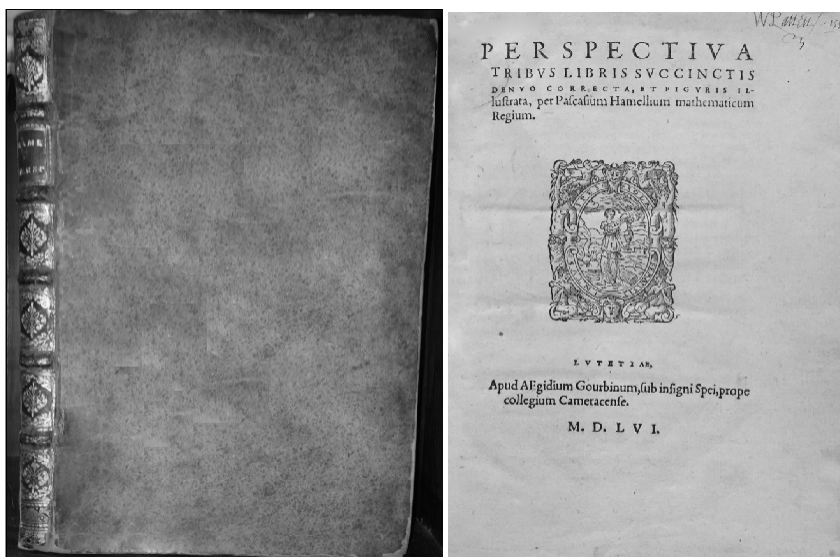 PERSPECTIVA
TRIBVS LIBRIS SVCCINCTIS
DENVO CORRECTA, ET FIGVRIS IL-
luſtrata, per Paſcaſium Hamellium mathematicum
Regium.
LVTETIAE,
Apud AEgidium Gourbinum, ſub inſigni Spei, prope
collegium Cameracenſe.
M. D. LVI.